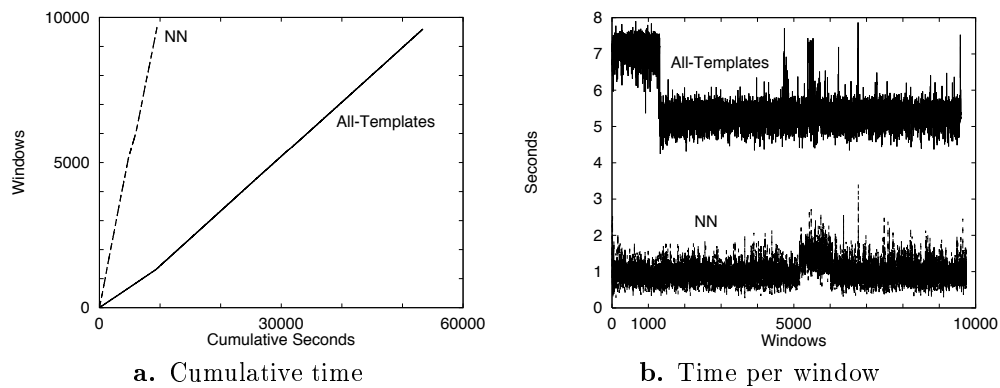 10000
NN
All-Templates
5000
Windows
0
0
30000
60000
Cumulative Seconds
a. Cumulative time
8
7
All-Templates
6
5
Seconds
4
3
NN
2
1
0
0
1000
5000
10000
Windows
b. Time per window